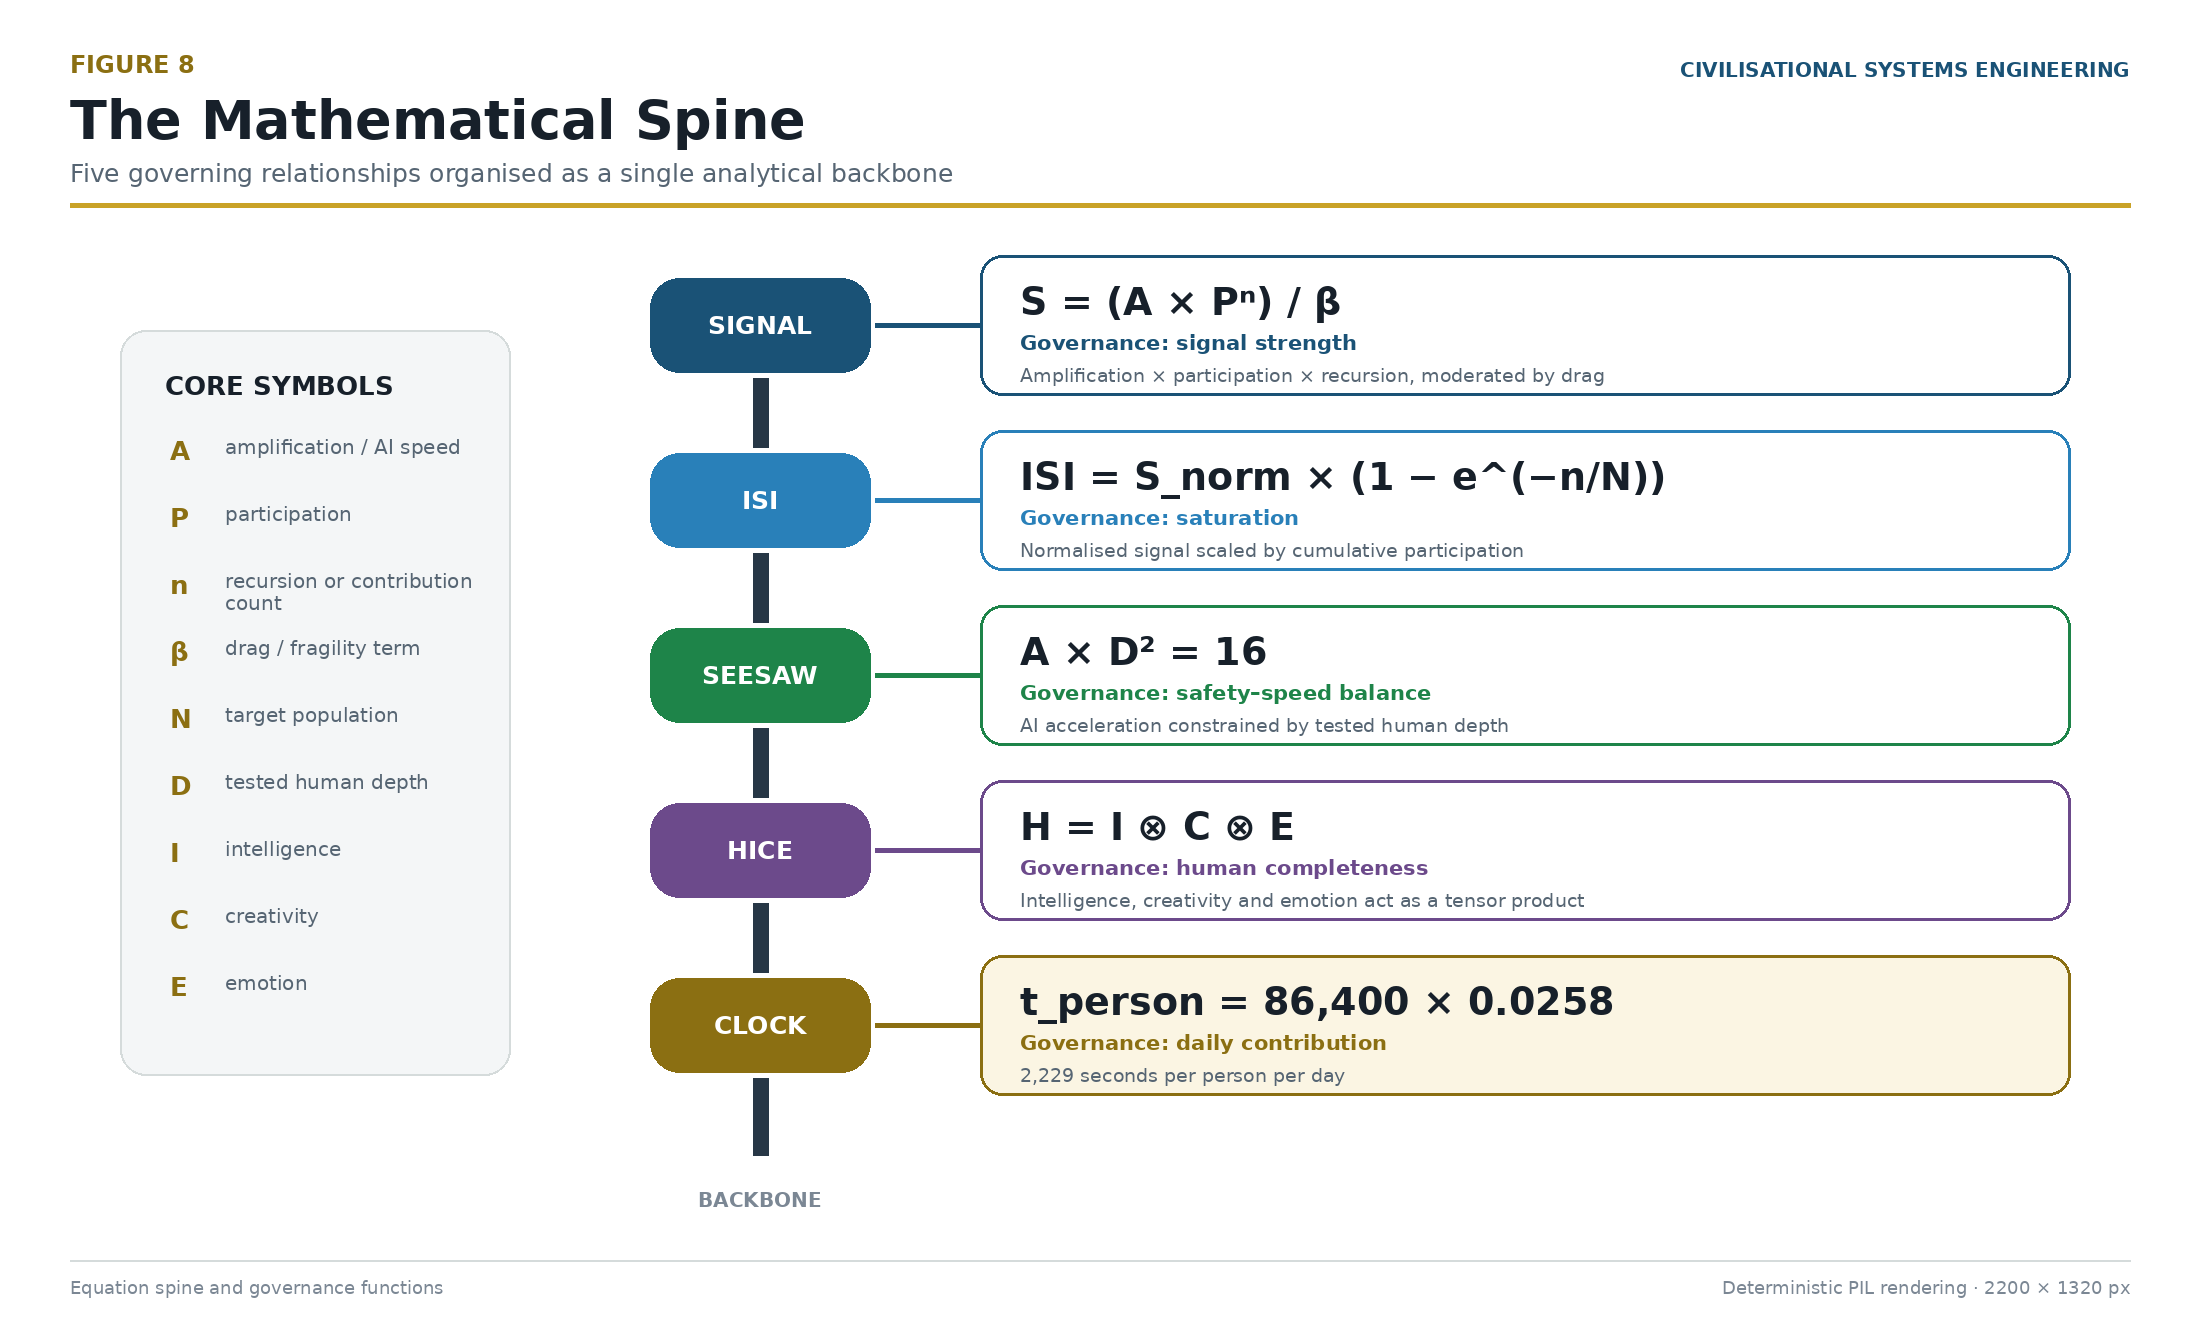 FIGURE 8
CIVILISATIONAL SYSTEMS ENGINEERING
The Mathematical Spine
Five governing relationships organised as a single analytical backbone
CORE SYMBOLS
A amplification / AI speed
P participation
n recursion or contribution
count
β drag / fragility term
N target population
D tested human depth
I intelligence
C creativity
E emotion
SIGNAL
S = (A × Pⁿ) / β
Governance: signal strength
Amplification × participation × recursion, moderated by drag
ISI
ISI = S_norm × (1 − e^(−n/N))
Governance: saturation
Normalised signal scaled by cumulative participation
SEESAW
A × D² = 16
Governance: safety–speed balance
AI acceleration constrained by tested human depth
HICE
H = I ⊗ C ⊗ E
Governance: human completeness
Intelligence, creativity and emotion act as a tensor product
CLOCK
t_person = 86,400 × 0.0258
Governance: daily contribution
2,229 seconds per person per day
BACKBONE
Equation spine and governance functions
Deterministic PIL rendering · 2200 × 1320 px